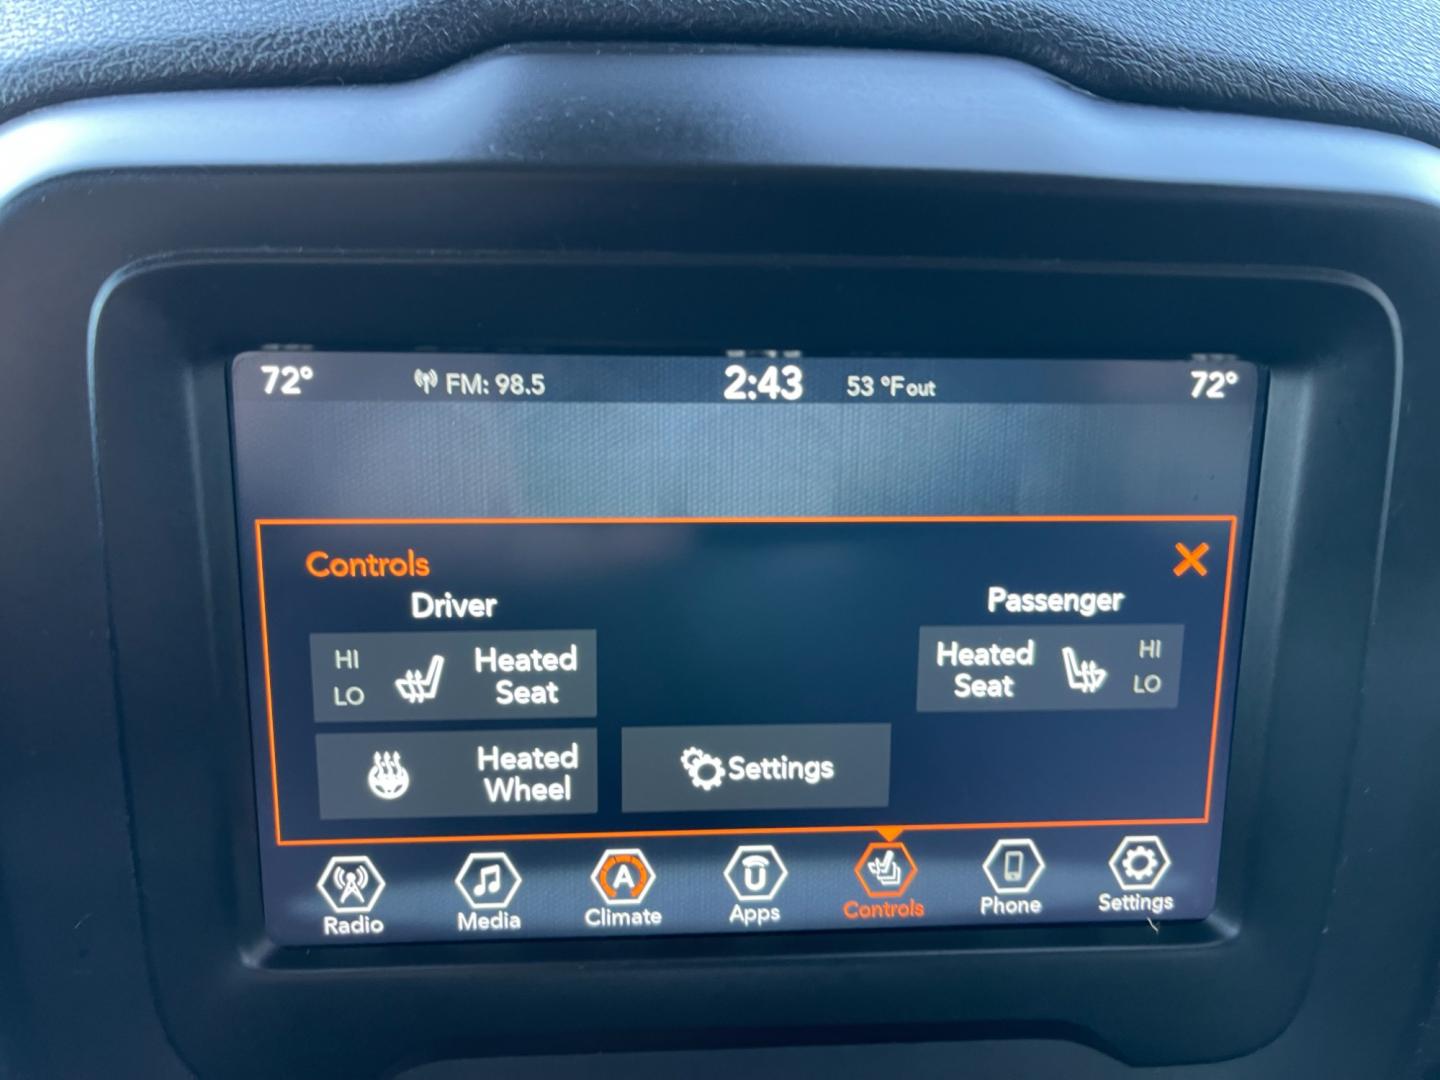 72° FM: 98.5 2:43 53 °F out 72°
Controls
Driver
Passenger
HI
LO
Heated
Seat
Heated
Seat
HI
LO
Heated
Wheel
Settings
Radio Media Climate Apps Controls Phone Settings